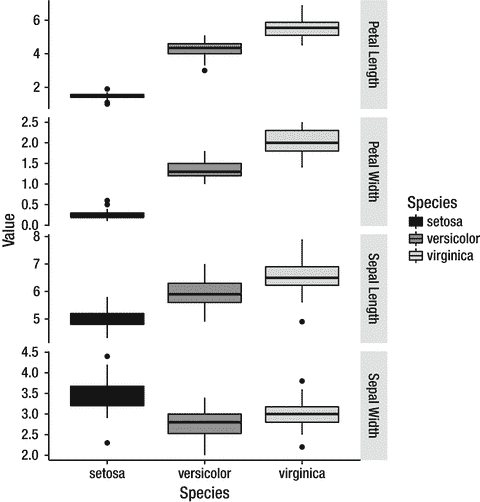 6
4
2
Petal Length
2.5
2.0
1.5
1.0
0.5
0.0
Petal Width
Value
8
7
6
5
Sepal Length
4.5
4.0
3.5
3.0
2.5
2.0
Sepal Width
setosa versicolor virginica
Species
Species
setosa
versicolor
virginica